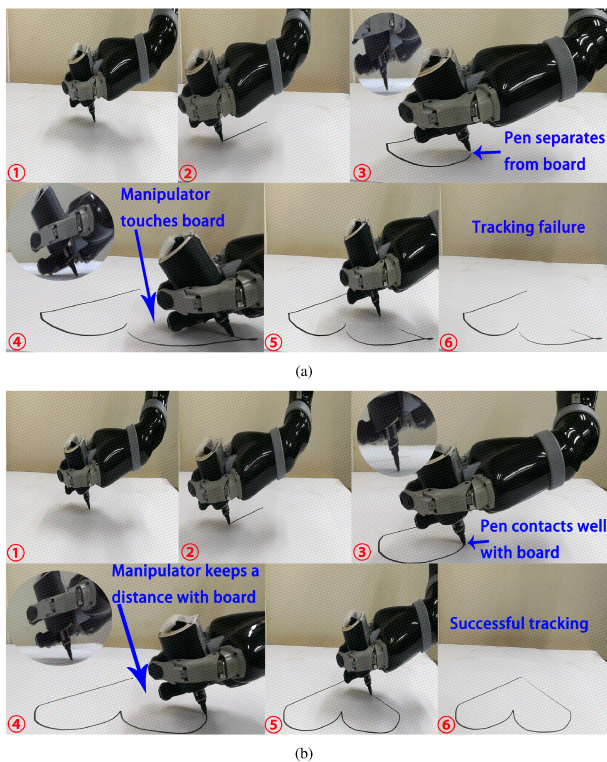 ①
②
③
Pen separates
from board
Manipulator
touches board
④
⑤
Tracking failure
⑥
(a)
①
②
③
Pen contacts well
with board
Manipulator keeps a
distance with board
④
⑤
Successful tracking
⑥
(b)